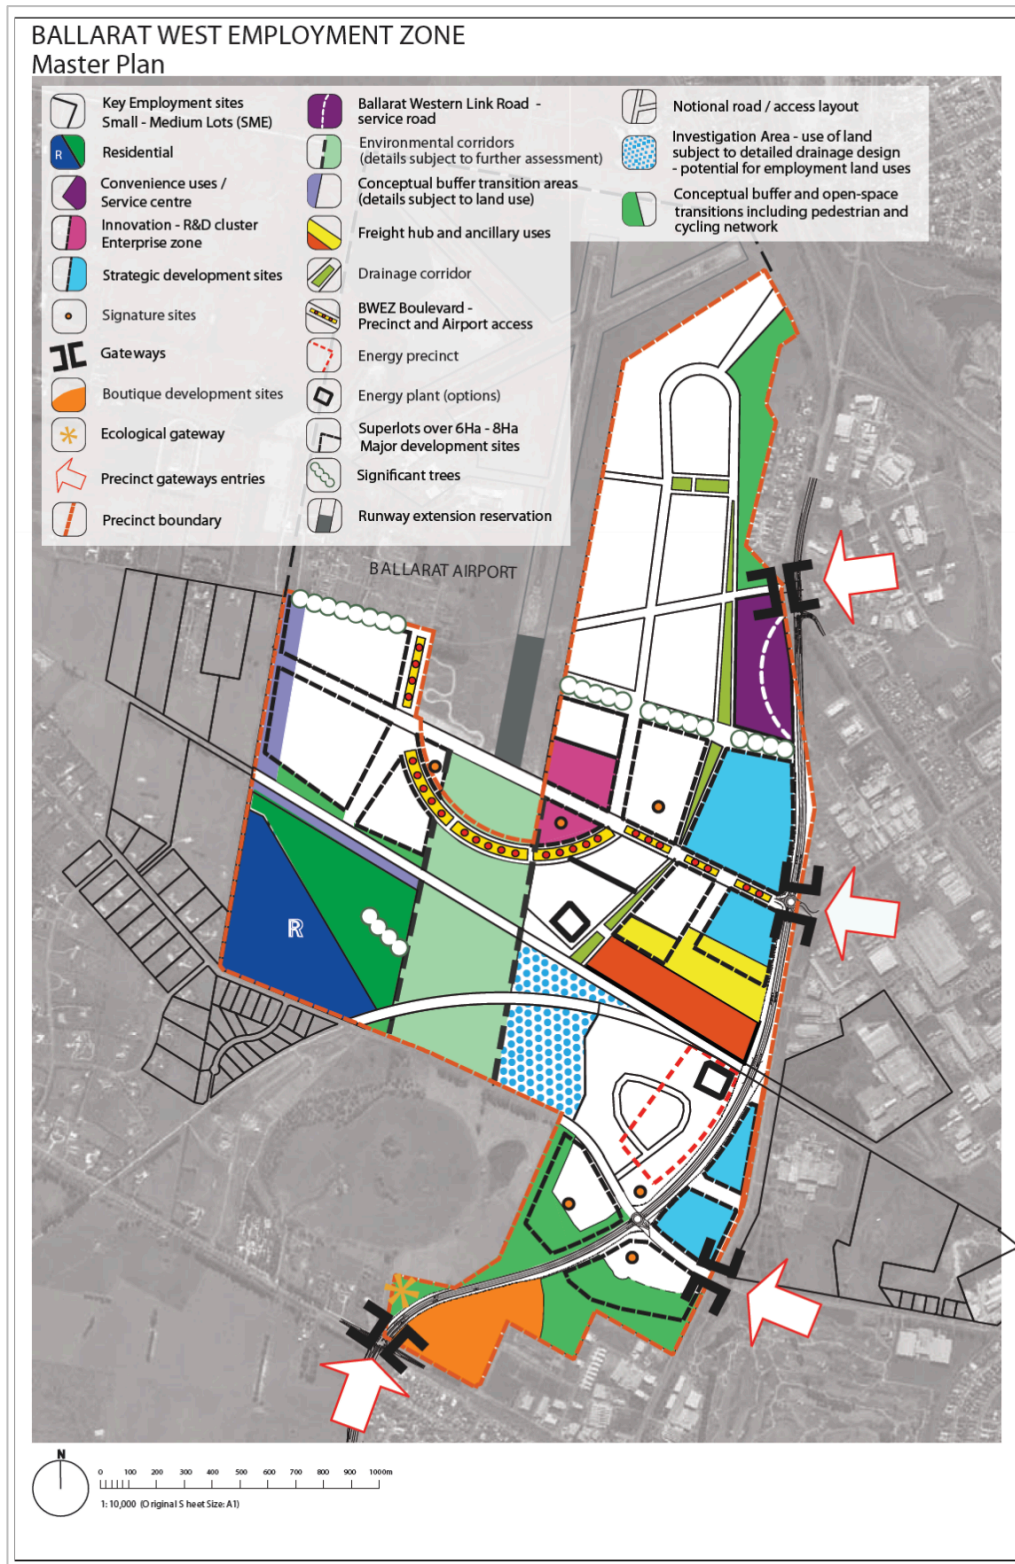 BALLARAT WEST EMPLOYMENT ZONE
Master Plan
Key Employment sites
Small - Medium Lots (SME)
R
Residential
Convenience uses /
Service centre
Innovation - R&D cluster
Enterprise zone
Strategic development sites
Signature sites
Gateways
Boutique development sites
Ecological gateway
Precinct gateways entries
Precinct boundary
Ballarat Western Link Road -
service road
Environmental corridors
(details subject to further assessment)
Conceptual buffer transition areas
(details subject to land use)
Freight hub and ancillary uses
Drainage corridor
BWEZ Boulevard -
Precinct and Airport access
Energy precinct
Energy plant (options)
Superlots over 6Ha - 8Ha
Major development sites
Significant trees
Runway extension reservation
Notional road / access layout
Investigation Area - use of land
subject to detailed drainage design
- potential for employment land uses
Conceptual buffer and open-space
transitions including pedestrian and
cycling network
BALLARAT AIRPORT
R
N
0 100 200 300 400 500 600 700 800 900 1000m
1: 10,000 (Original S heet Size: A1)